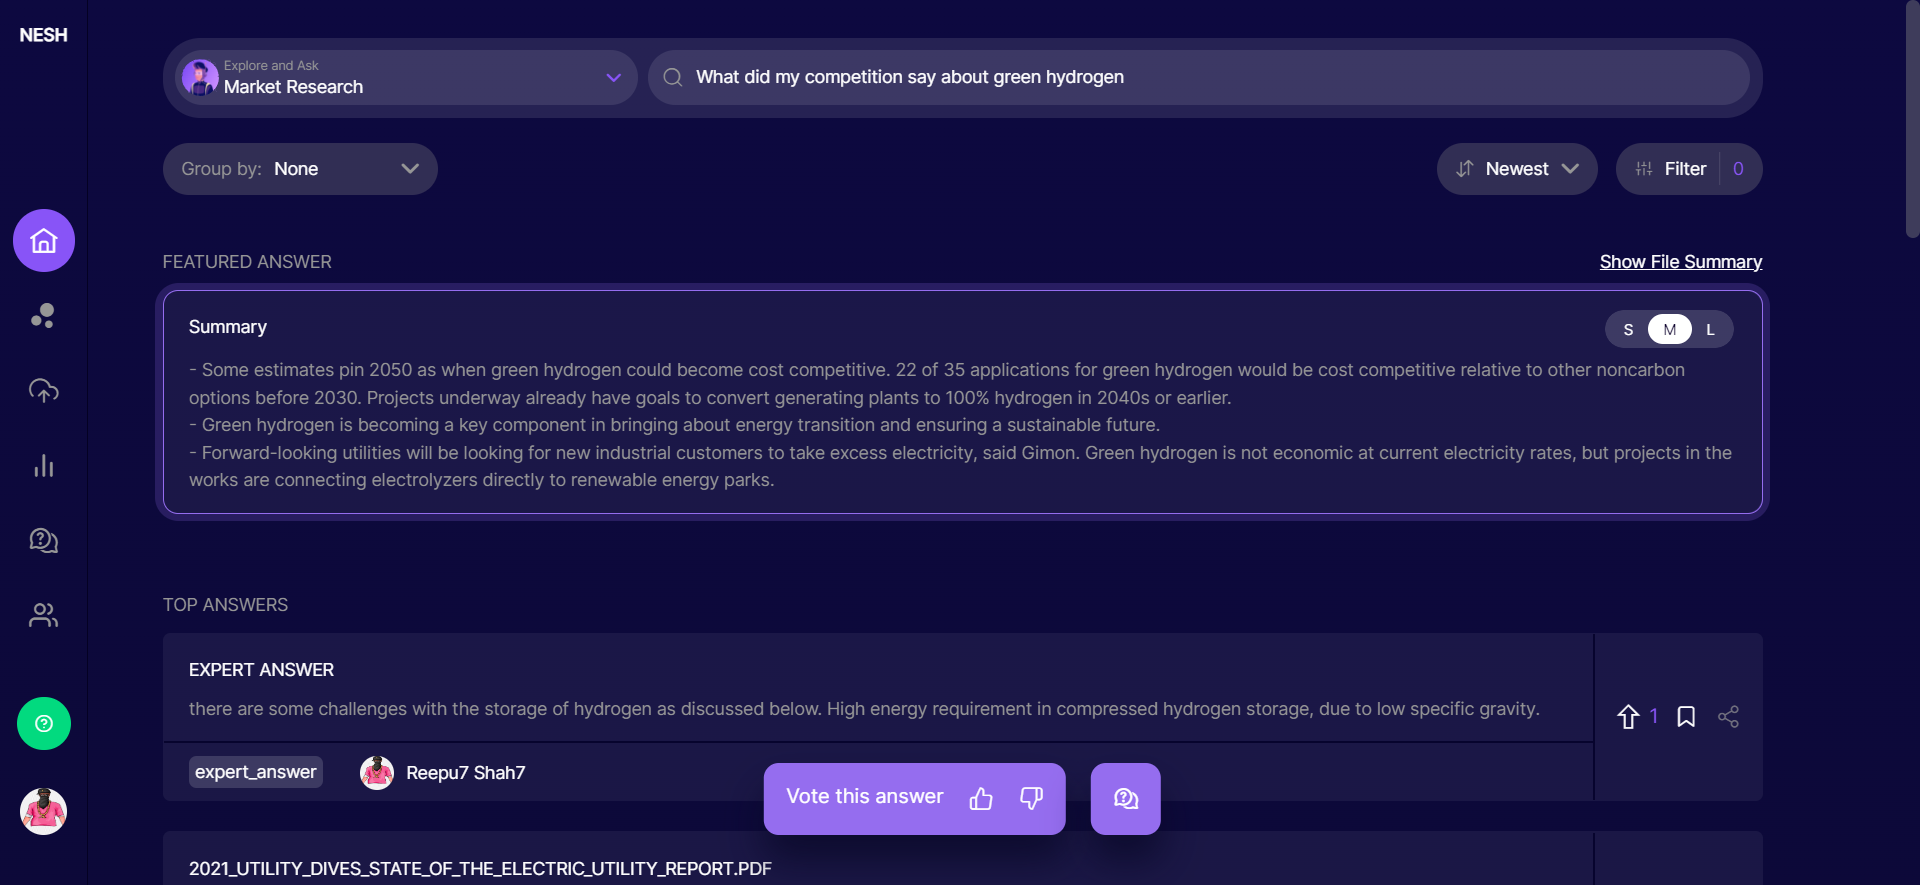 NESH
Explore and Ask
Market Research
What did my competition say about green hydrogen
Group by: None
Newest
Filter 0
FEATURED ANSWER
Show File Summary
Summary
S M L
- Some estimates pin 2050 as when green hydrogen could become cost competitive. 22 of 35 applications for green hydrogen would be cost competitive relative to other noncarbon
options before 2030. Projects underway already have goals to convert generating plants to 100% hydrogen in 2040s or earlier.
- Green hydrogen is becoming a key component in bringing about energy transition and ensuring a sustainable future.
- Forward-looking utilities will be looking for new industrial customers to take excess electricity, said Gimon. Green hydrogen is not economic at current electricity rates, but projects in the
works are connecting electrolyzers directly to renewable energy parks.
TOP ANSWERS
EXPERT ANSWER
there are some challenges with the storage of hydrogen as discussed below. High energy requirement in compressed hydrogen storage, due to low specific gravity.
1
expert_answer
Reepu7 Shah7
Vote this answer
2021_UTILITY_DIVES_STATE_OF_THE_ELECTRIC_UTILITY_REPORT.PDF